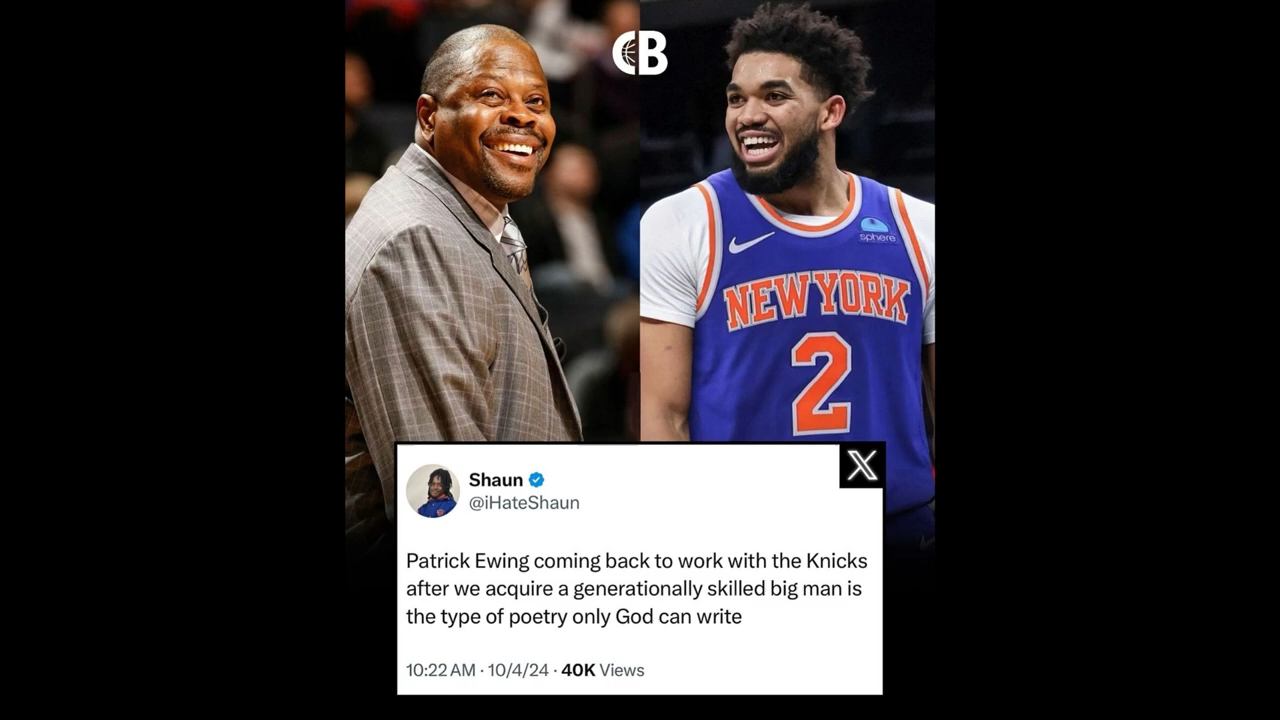 CB
sphere
NEW YORK
2
X
Shaun
@iHateShaun
Patrick Ewing coming back to work with the Knicks
after we acquire a generationally skilled big man is
the type of poetry only God can write
10:22 AM · 10/4/24 · 40K Views